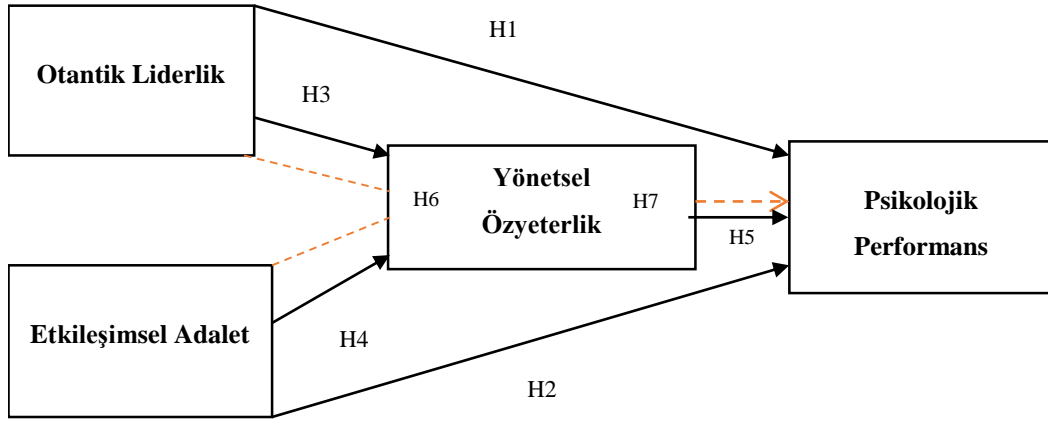 H1
Otantik Liderlik
H3
Yönetsel
Özyeterlik
H6
H7
Psikolojik
Performans
H5
Etkileşimsel Adalet
H4
H2